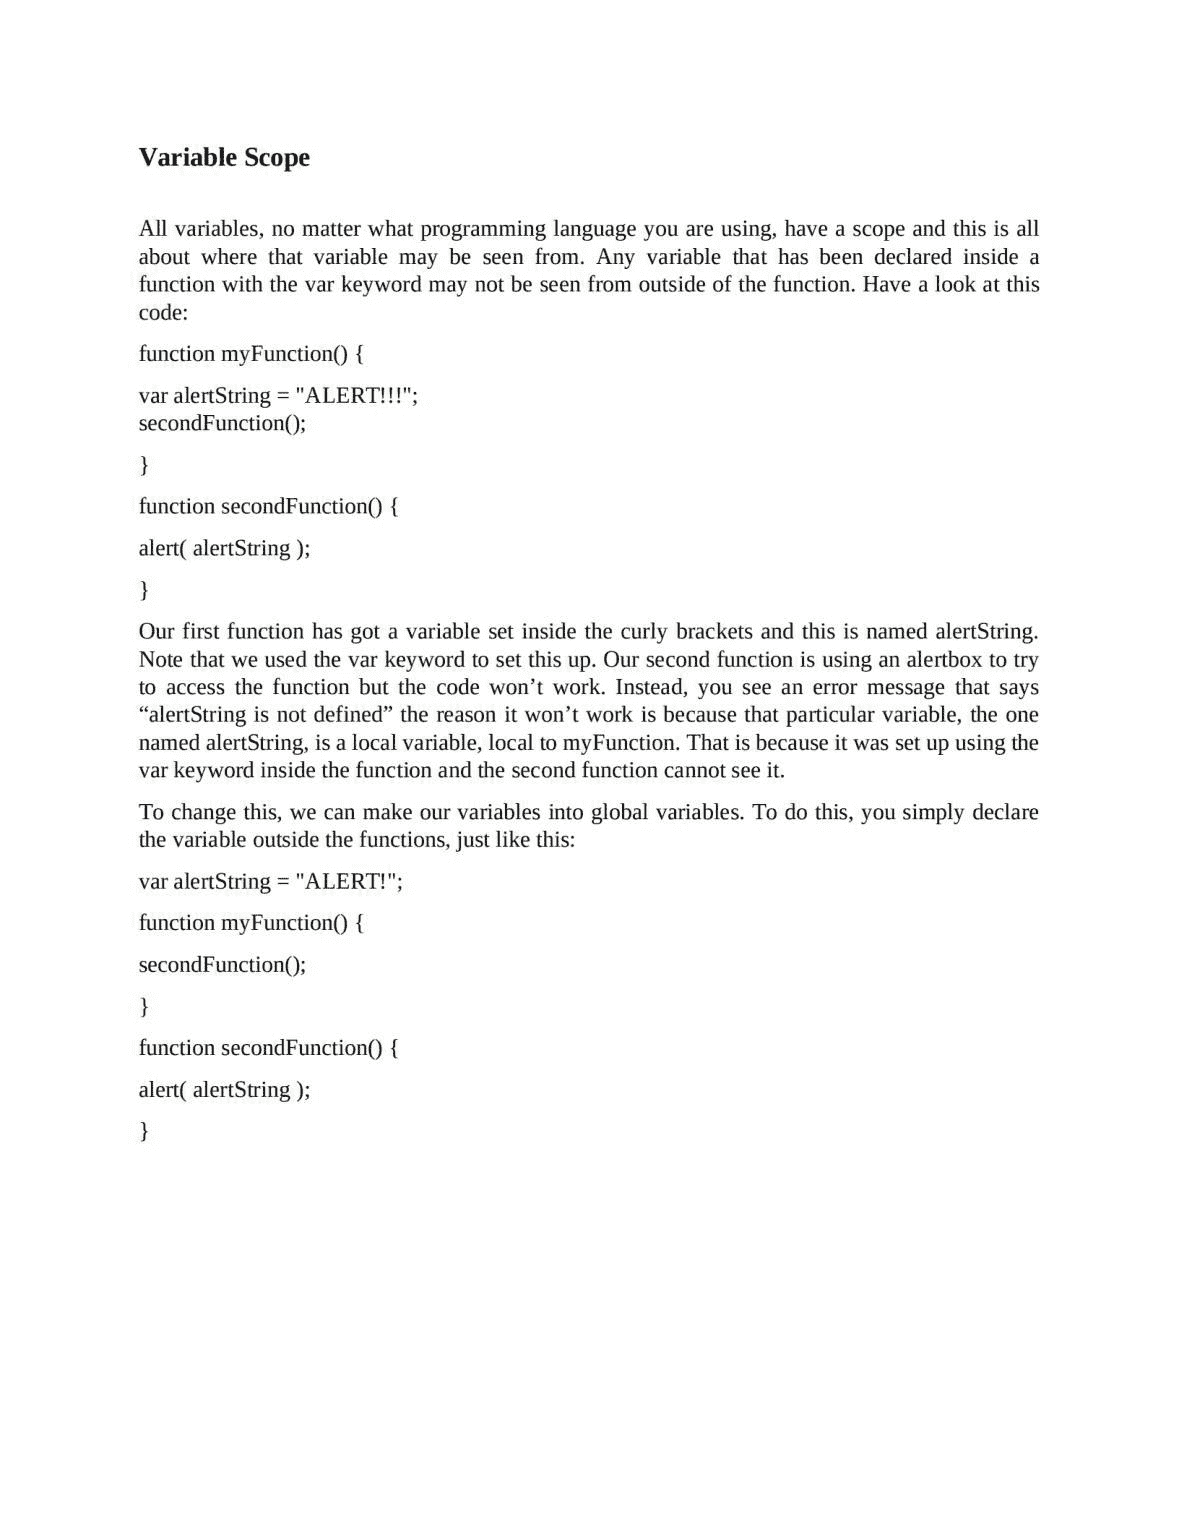 Variable Scope
All variables, no matter what programming language you are using, have a scope and this is all
about where that variable may be seen from. Any variable that has been declared inside a
function with the var keyword may not be seen from outside of the function. Have a look at this
code:
function myFunction() {
var alertString = "ALERT!!!";
secondFunction();
}
function secondFunction() {
alert( alertString );
}
Our first function has got a variable set inside the curly brackets and this is named alertString.
Note that we used the var keyword to set this up. Our second function is using an alertbox to try
to access the function but the code won’t work. Instead, you see an error message that says
“alertString is not defined” the reason it won’t work is because that particular variable, the one
named alertString, is a local variable, local to myFunction. That is because it was set up using the
var keyword inside the function and the second function cannot see it.
To change this, we can make our variables into global variables. To do this, you simply declare
the variable outside the functions, just like this:
var alertString = "ALERT!";
function myFunction() {
secondFunction();
}
function secondFunction() {
alert( alertString );
}